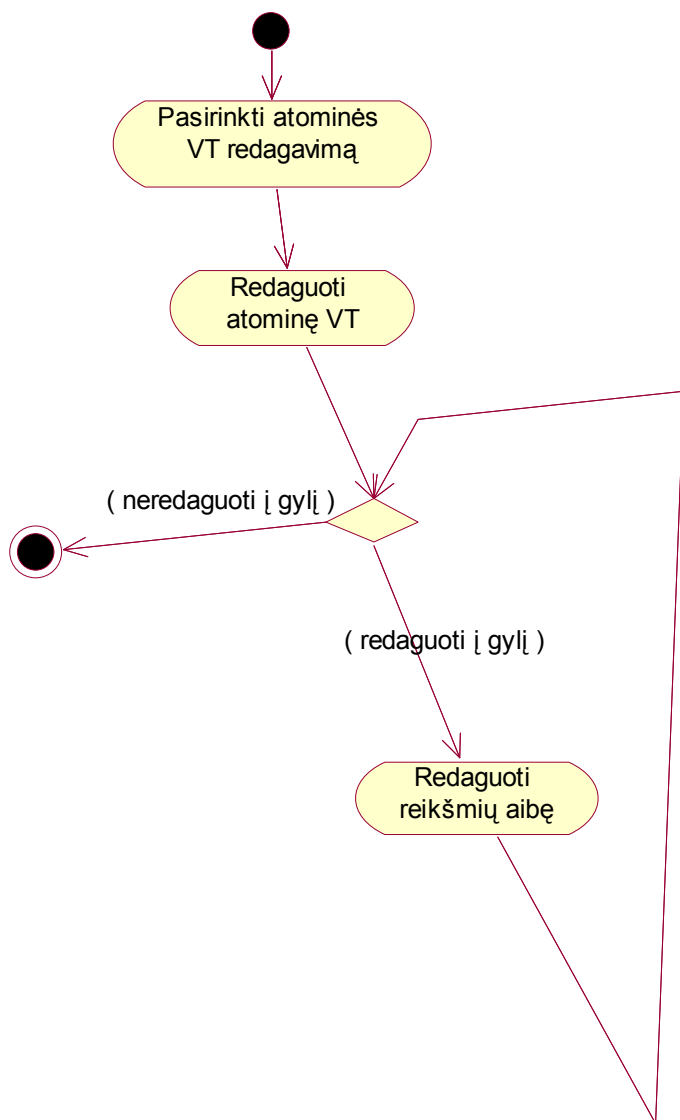 Pasirinkti atominės
VT redagavimą
Redaguoti
atominę VT
( neredaguoti į gylį )
( redaguoti į gylį )
Redaguoti
reikšmių aibę